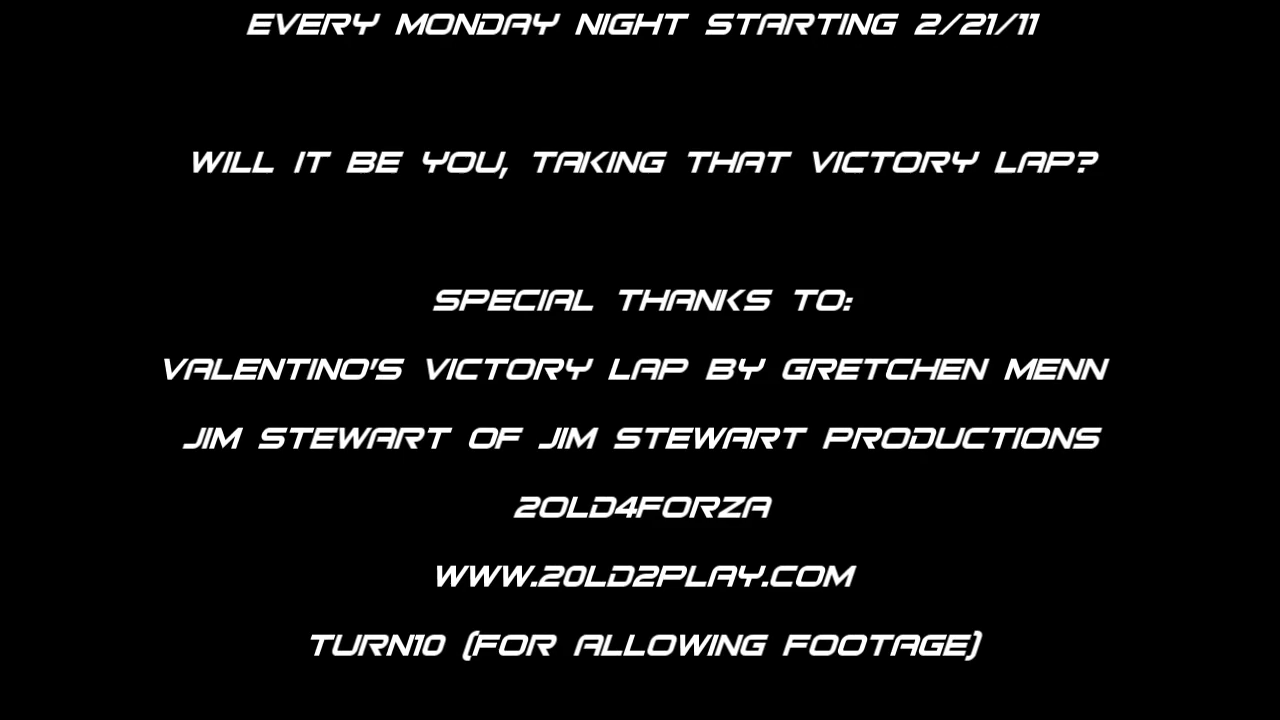 EVERY MONDAY NIGHT STARTING 2/21/11
WILL IT BE YOU, TAKING THAT VICTORY LAP?
SPECIAL THANKS TO:
VALENTINO'S VICTORY LAP BY GRETCHEN MENN
JIM STEWART OF JIM STEWART PRODUCTIONS
2OLD4FORZA
WWW.2OLD2PLAY.COM
TURN10 (FOR ALLOWING FOOTAGE)